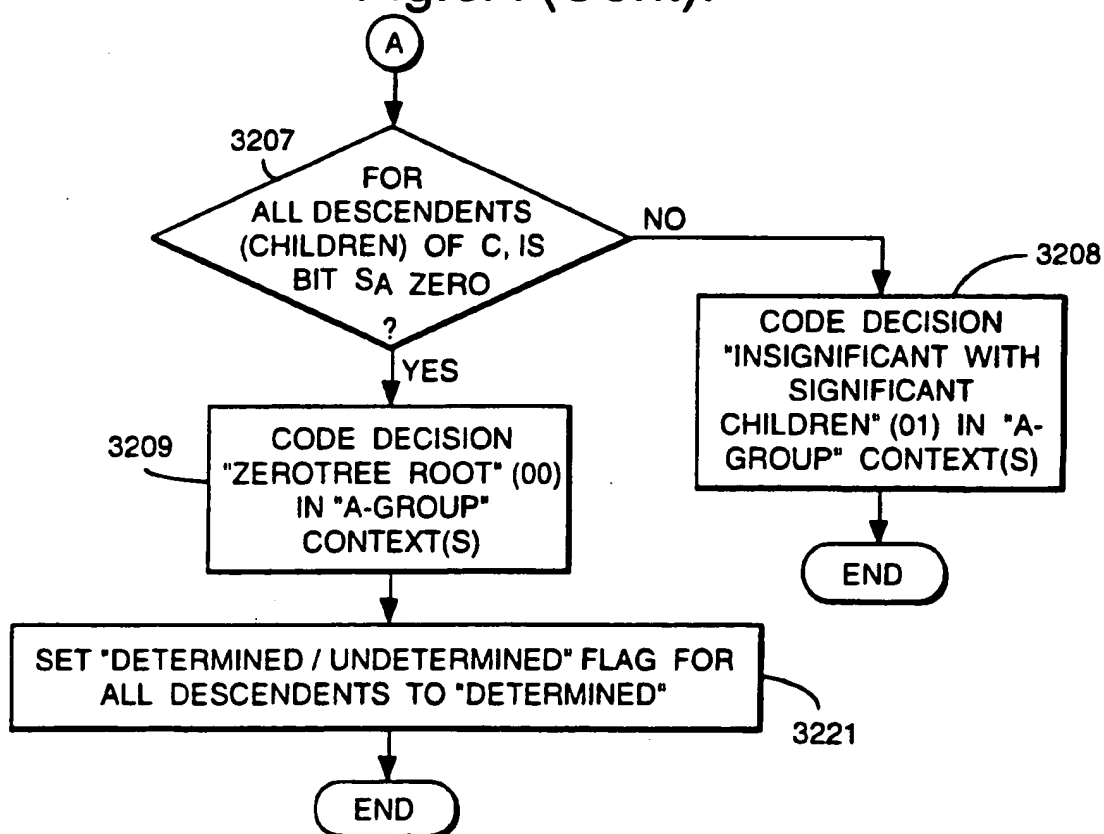 A
3207
FOR
ALL DESCENDENTS
(CHILDREN) OF C, IS
BIT SA ZERO
?
NO
YES
3208
CODE DECISION
"INSIGNIFICANT WITH
SIGNIFICANT
CHILDREN" (01) IN "A-
GROUP" CONTEXT(S)
END
3209
CODE DECISION
"ZEROTREE ROOT" (00)
IN "A-GROUP"
CONTEXT(S)
SET "DETERMINED / UNDETERMINED" FLAG FOR
ALL DESCENDENTS TO "DETERMINED"
3221
END